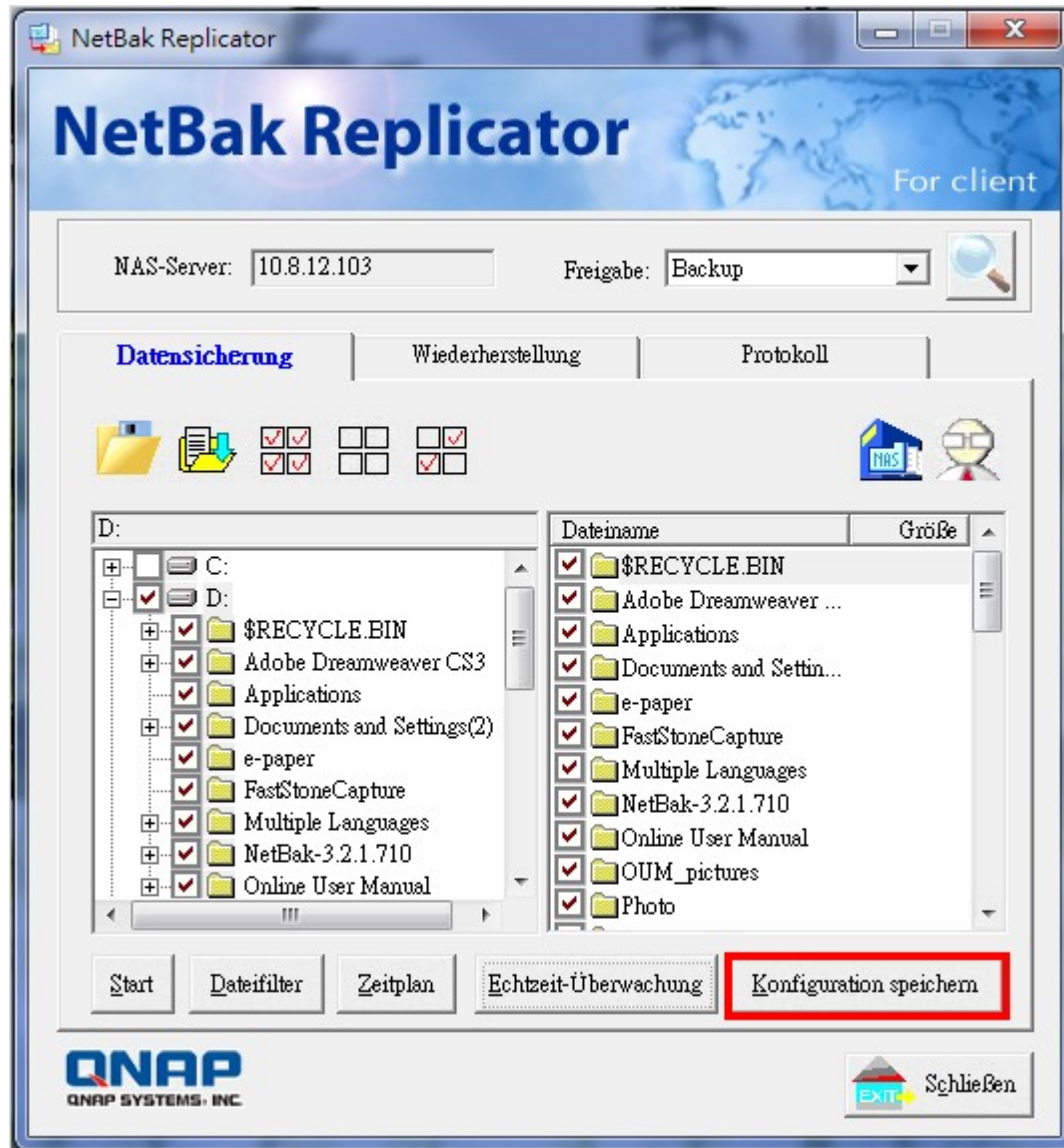 NetBak Replicator
NetBak Replicator
For client
NAS-Server: 10.8.12.103 Freigabe: Backup
Datensicherung Wiederherstellung Protokoll
NAS
D:
C:
D:
$RECYCLE.BIN
Adobe Dreamweaver CS3
Applications
Documents and Settings(2)
e-paper
FastStoneCapture
Multiple Languages
NetBak-3.2.1.710
Online User Manual
Dateiname Größe
$RECYCLE.BIN
Adobe Dreamweaver ...
Applications
Documents and Settin...
e-paper
FastStoneCapture
Multiple Languages
NetBak-3.2.1.710
Online User Manual
OUM_pictures
Photo
Start Dateifilter Zeitplan Echtzeit-Überwachung Konfiguration speichern
QNAP
QNAP SYSTEMS, INC.
EXIT Schließen